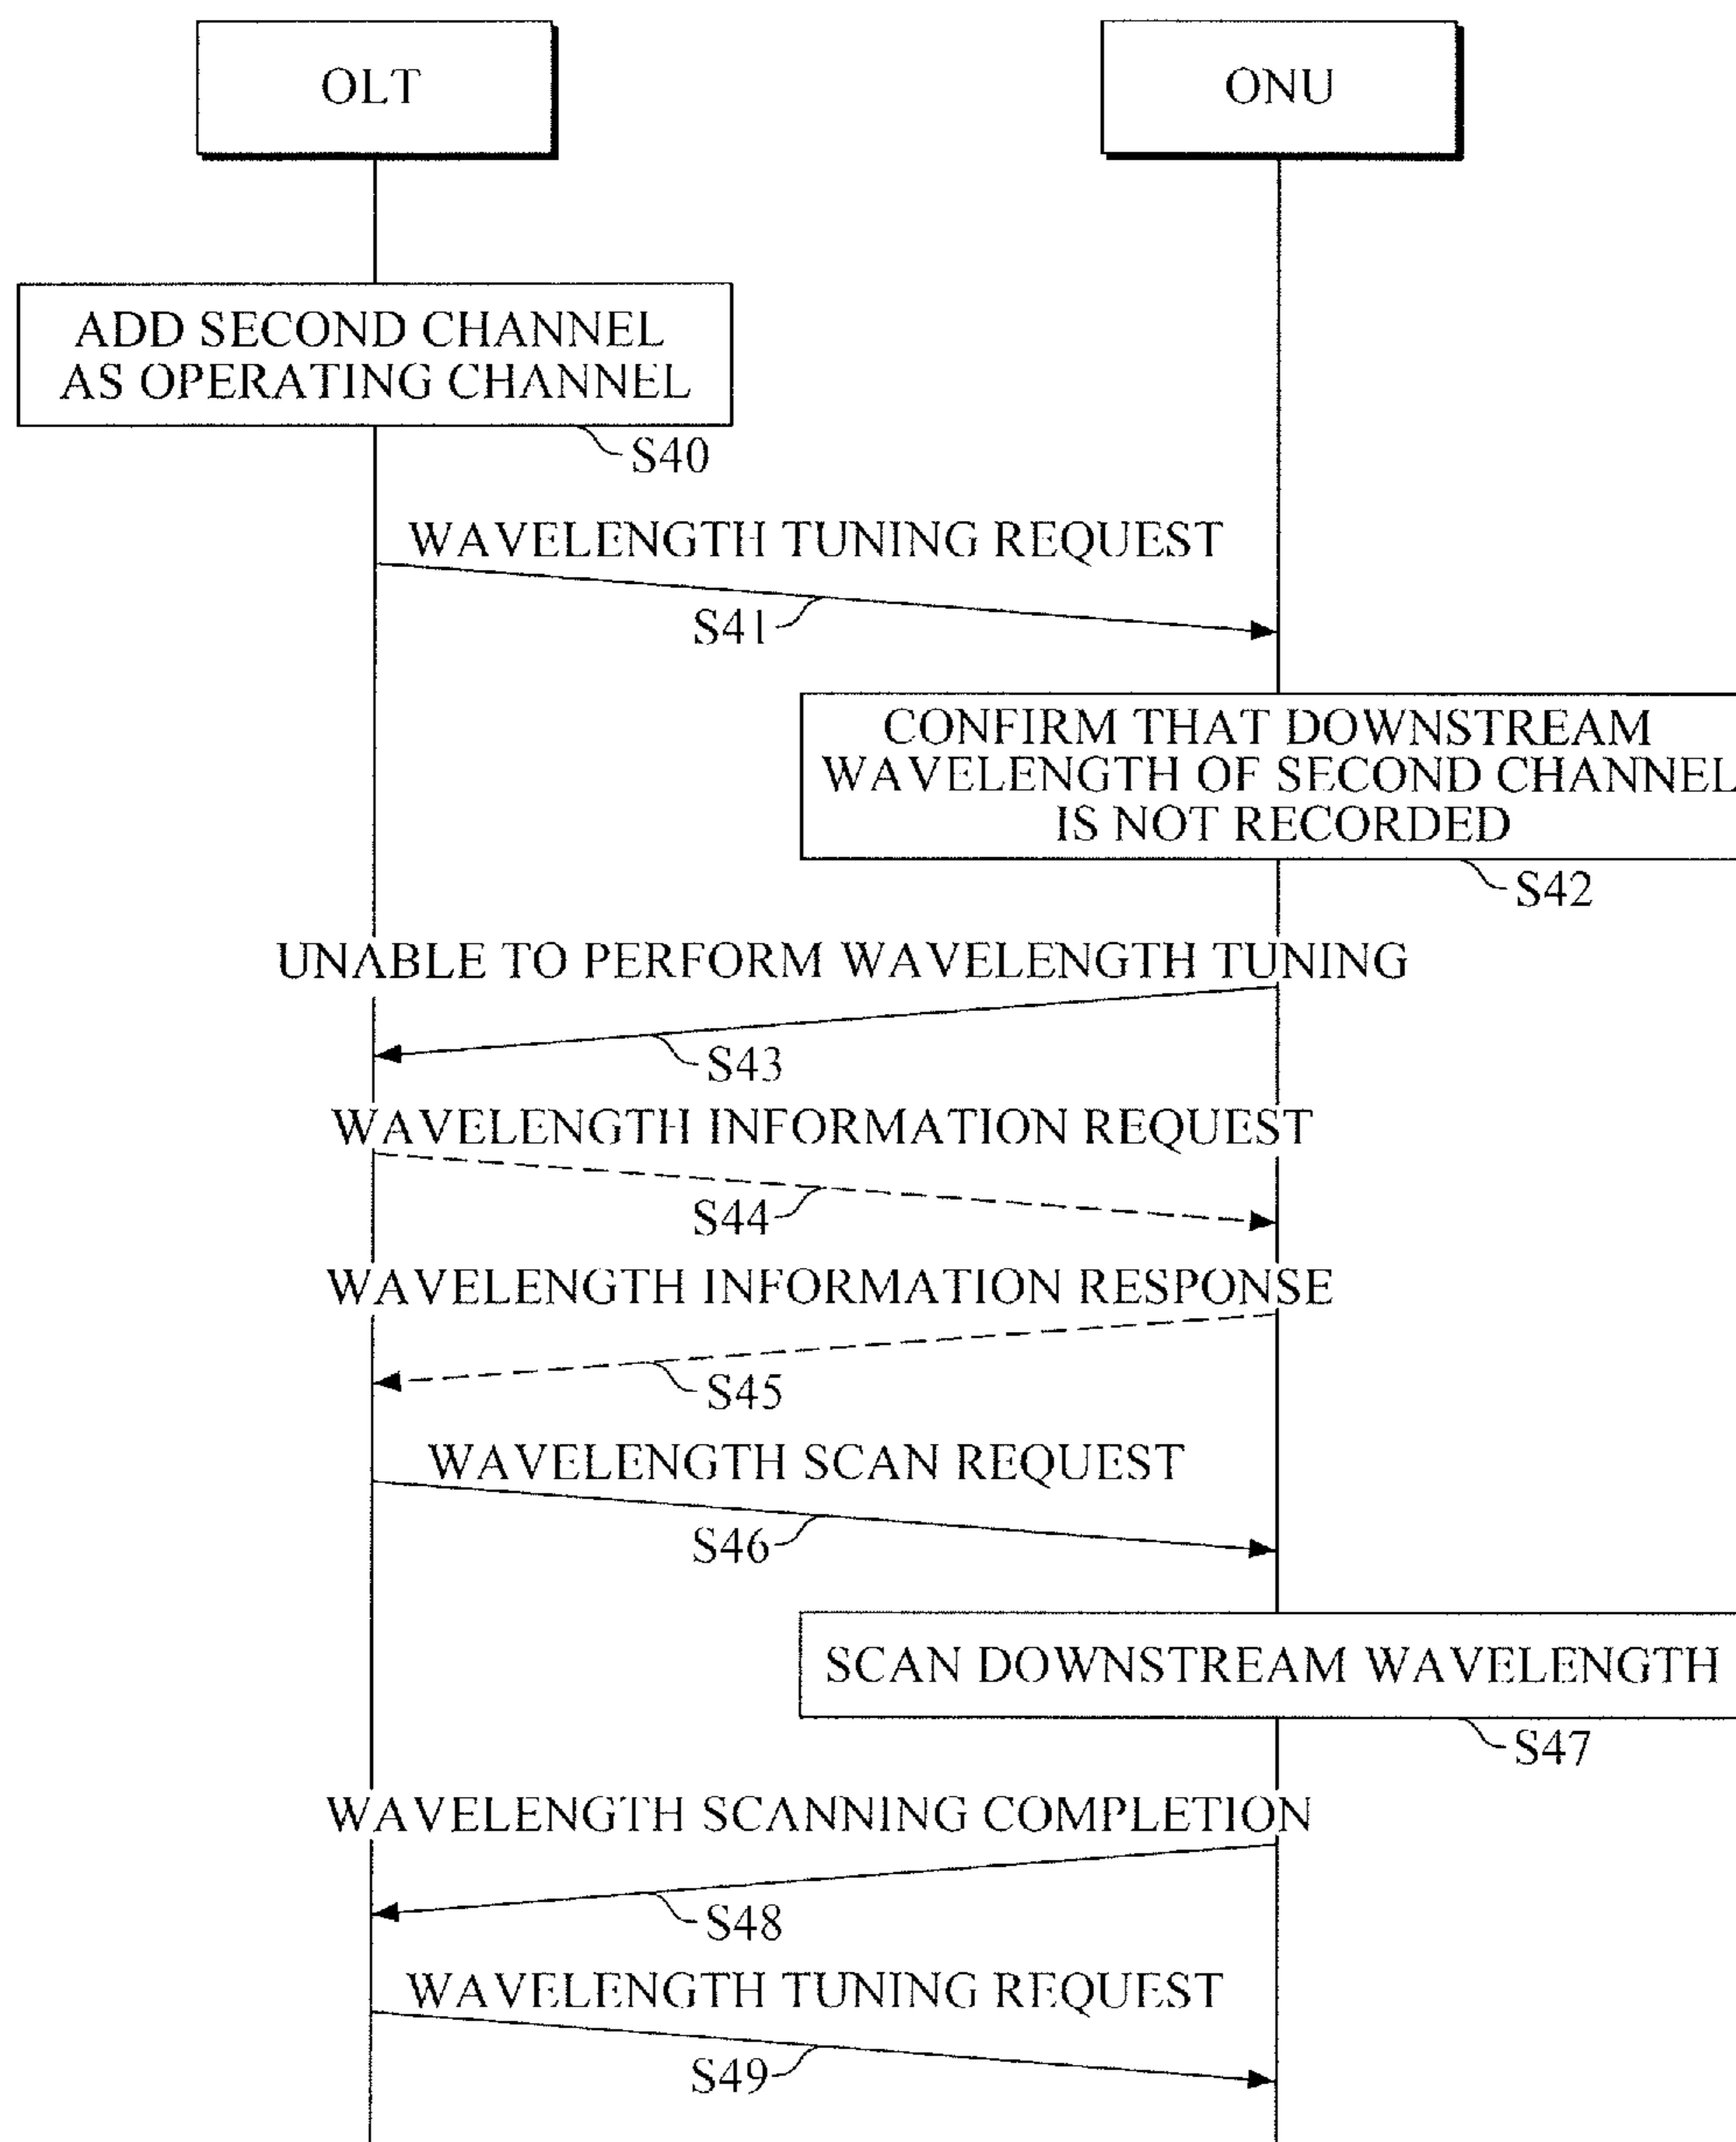 OLT
ONU
ADD SECOND CHANNEL
AS OPERATING CHANNEL
S40
WAVELENGTH TUNING REQUEST
S41
CONFIRM THAT DOWNSTREAM
WAVELENGTH OF SECOND CHANNEL
IS NOT RECORDED
S42
UNABLE TO PERFORM WAVELENGTH TUNING
S43
WAVELENGTH INFORMATION REQUEST
S44
WAVELENGTH INFORMATION RESPONSE
S45
WAVELENGTH SCAN REQUEST
S46
SCAN DOWNSTREAM WAVELENGTH
S47
WAVELENGTH SCANNING COMPLETION
S48
WAVELENGTH TUNING REQUEST
S49